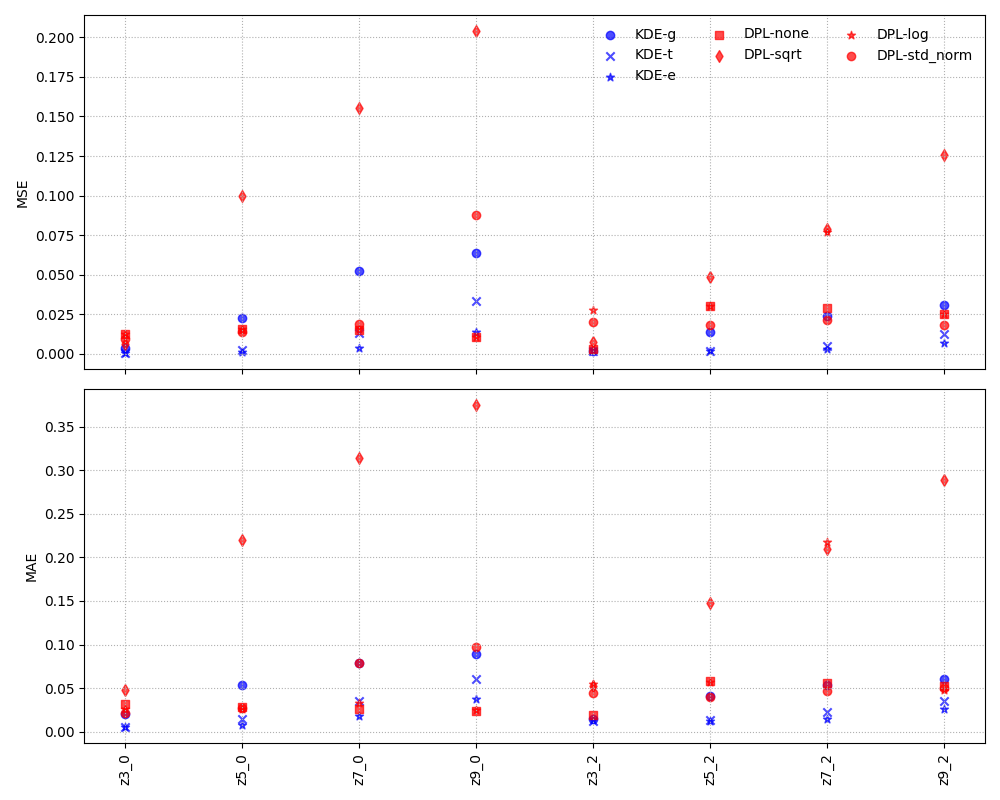 0.200
0.175
0.150
0.125
0.100
0.075
0.050
0.025
0.000
MSE
KDE-g
KDE-t
KDE-e
DPL-none
DPL-sqrt
DPL-log
DPL-std_norm
0.35
0.30
0.25
0.20
0.15
0.10
0.05
0.00
MAE
z3_0
z5_0
z7_0
z9_0
z3_2
z5_2
z7_2
z9_2